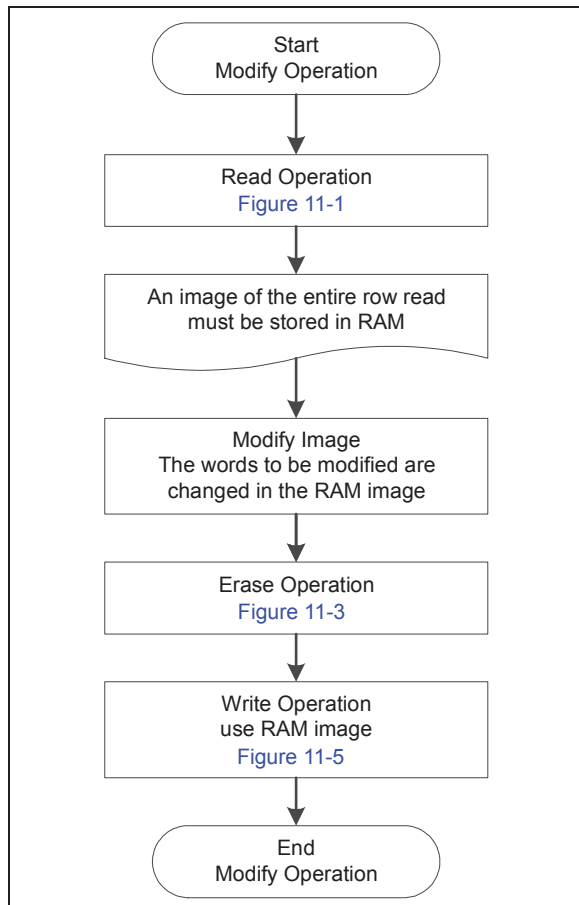 Start
Modify Operation
Read Operation
Figure 11-1
An image of the entire row read
must be stored in RAM
Modify Image
The words to be modified are
changed in the RAM image
Erase Operation
Figure 11-3
Write Operation
use RAM image
Figure 11-5
End
Modify Operation